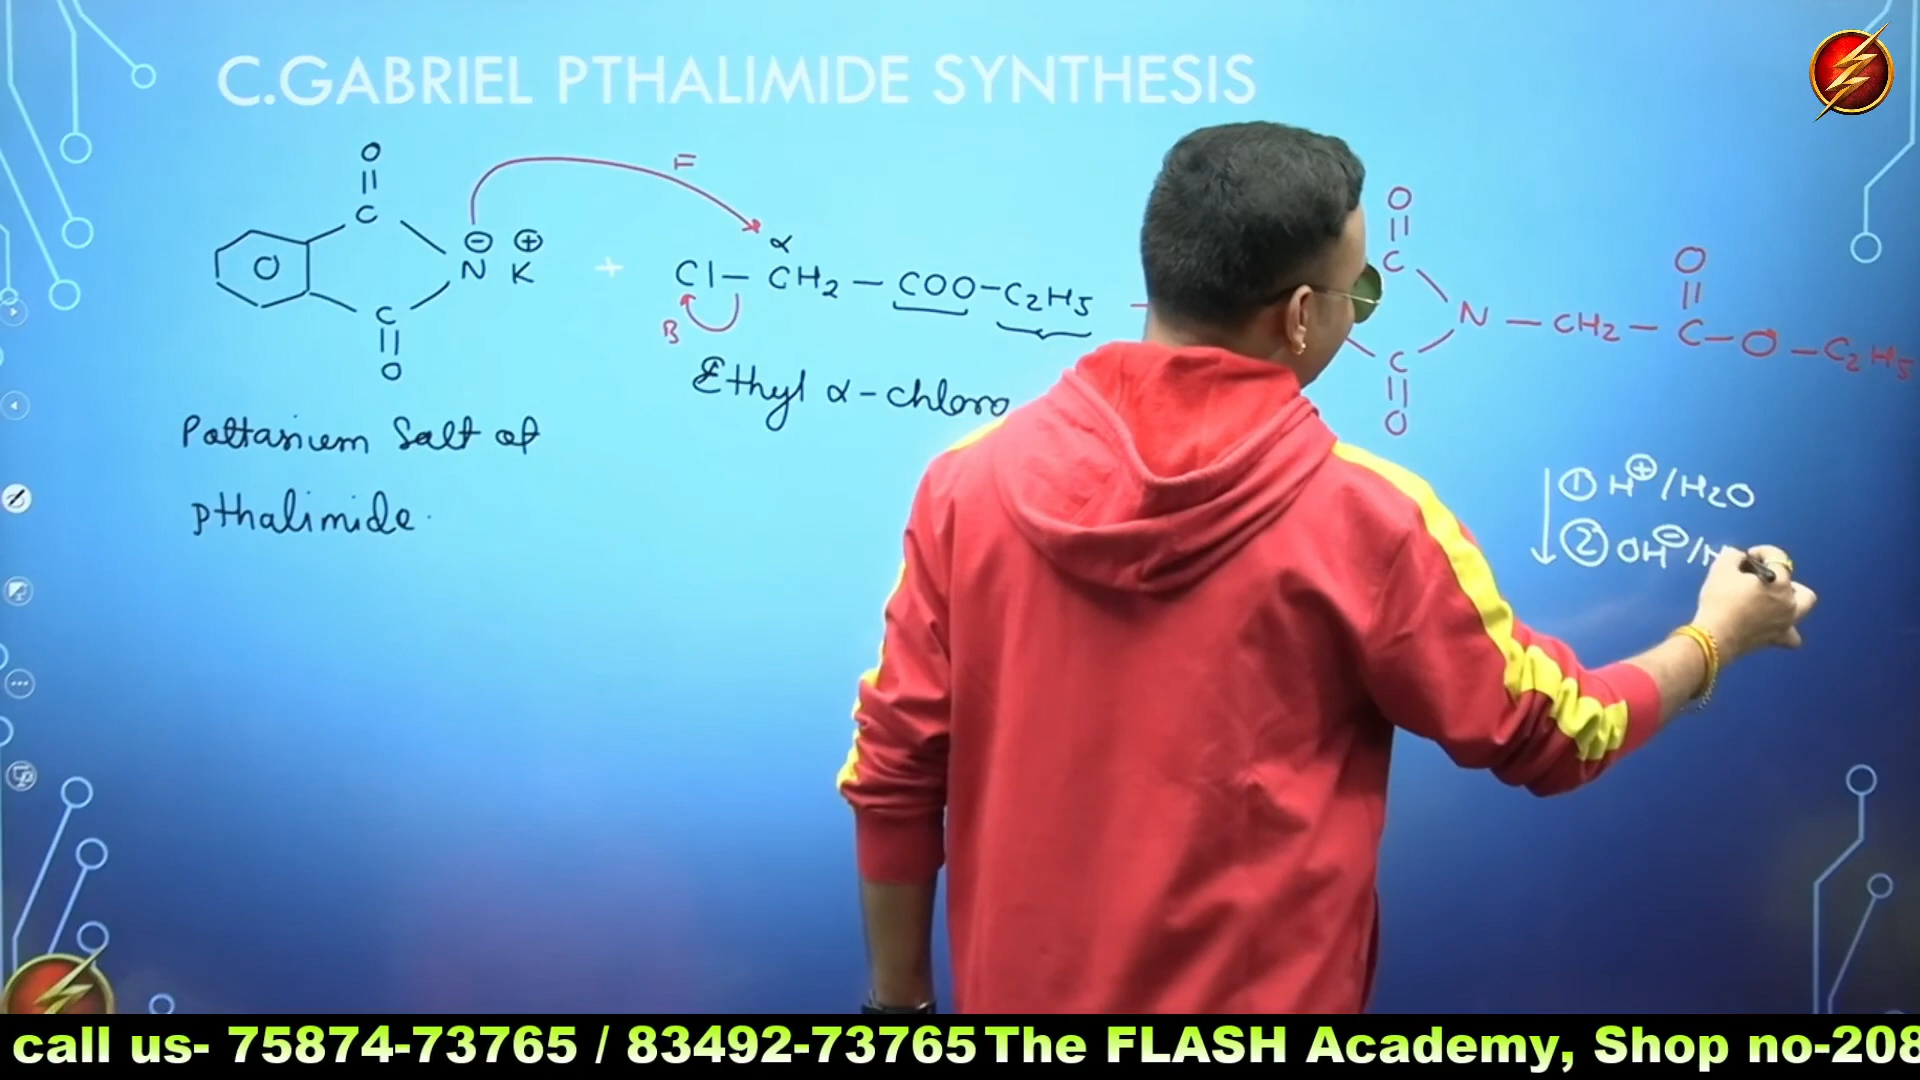 C.GABRIEL PTHALIMIDE SYNTHESIS
O
||
C
O
N⊖ K⊕
C
||
O
+
F
α
Cl – CH2 – COO–C2H5
B
Ethyl α-chloro
Pottasium Salt of
pthalimide.
O
||
C
O
||
N – CH2 – C–O–C2H5
C
||
O
① H⊕/H2O
② OH⊖/H
call us- 75874-73765 / 83492-73765 The FLASH Academy, Shop no-208